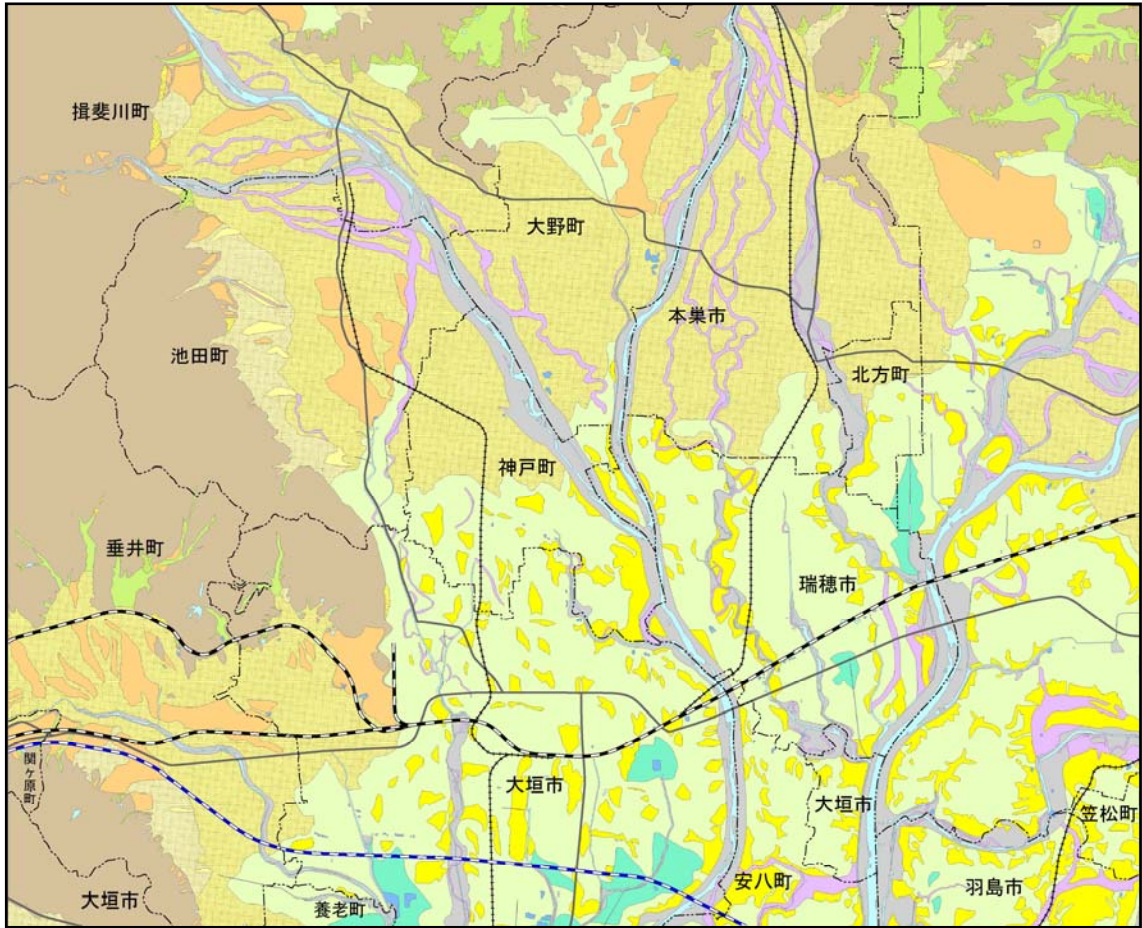 揖斐川町
大野町
本巣市
池田町
北方町
神戸町
垂井町
瑞穂市
関ヶ原町
大垣市
大垣市
笠松町
安八町
羽島市
大垣市
養老町